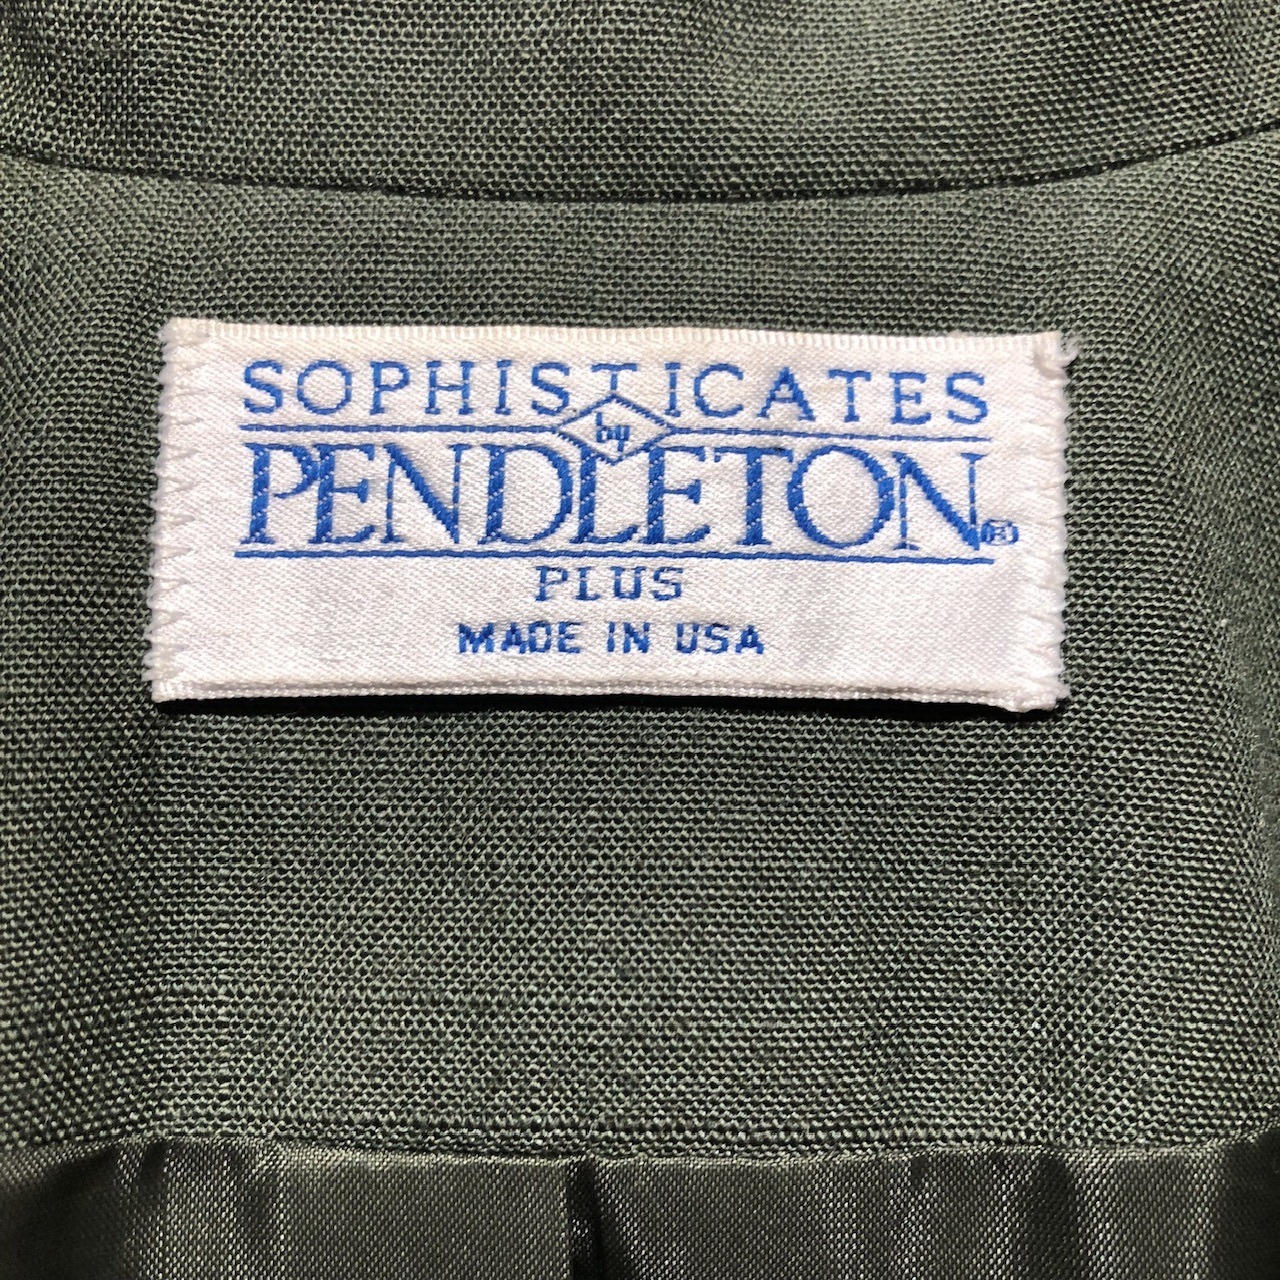 SOPHISTICATES
by
PENDLETON®
PLUS
MADE IN USA